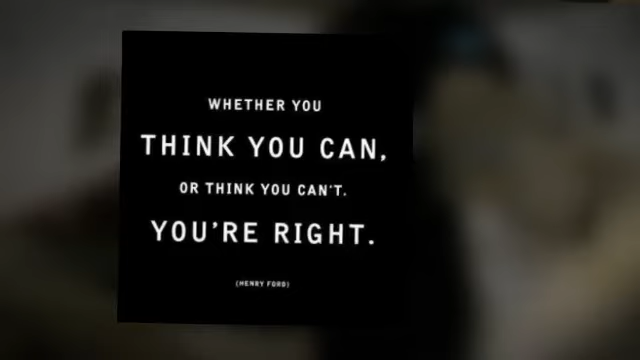 WHETHER YOU
THINK YOU CAN,
OR THINK YOU CAN'T.
YOU'RE RIGHT.
(HENRY FORD)